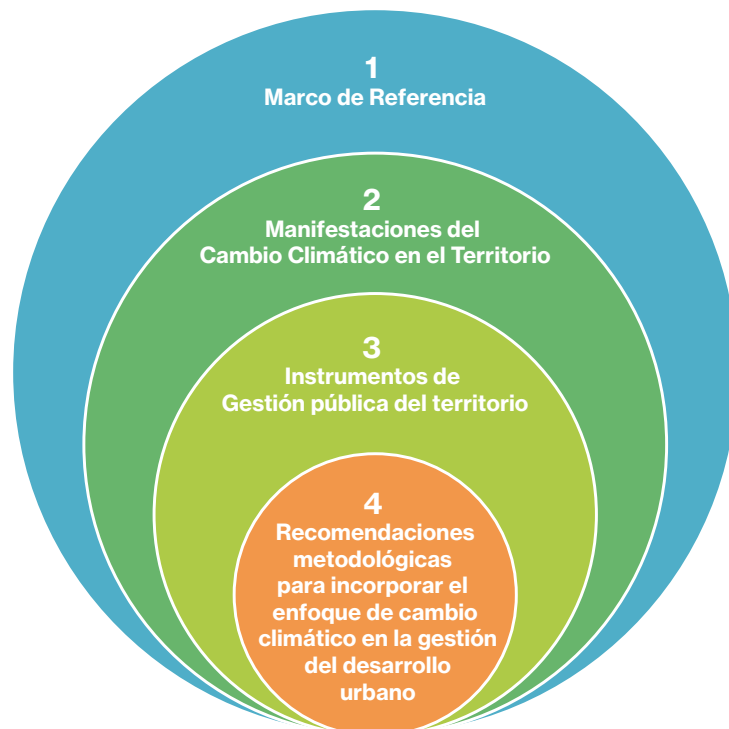 1
Marco de Referencia
2
Manifestaciones del
Cambio Climático en el Territorio
3
Instrumentos de
Gestión pública del territorio
4
Recomendaciones
metodológicas
para incorporar el
enfoque de cambio
climático en la gestión
del desarrollo
urbano